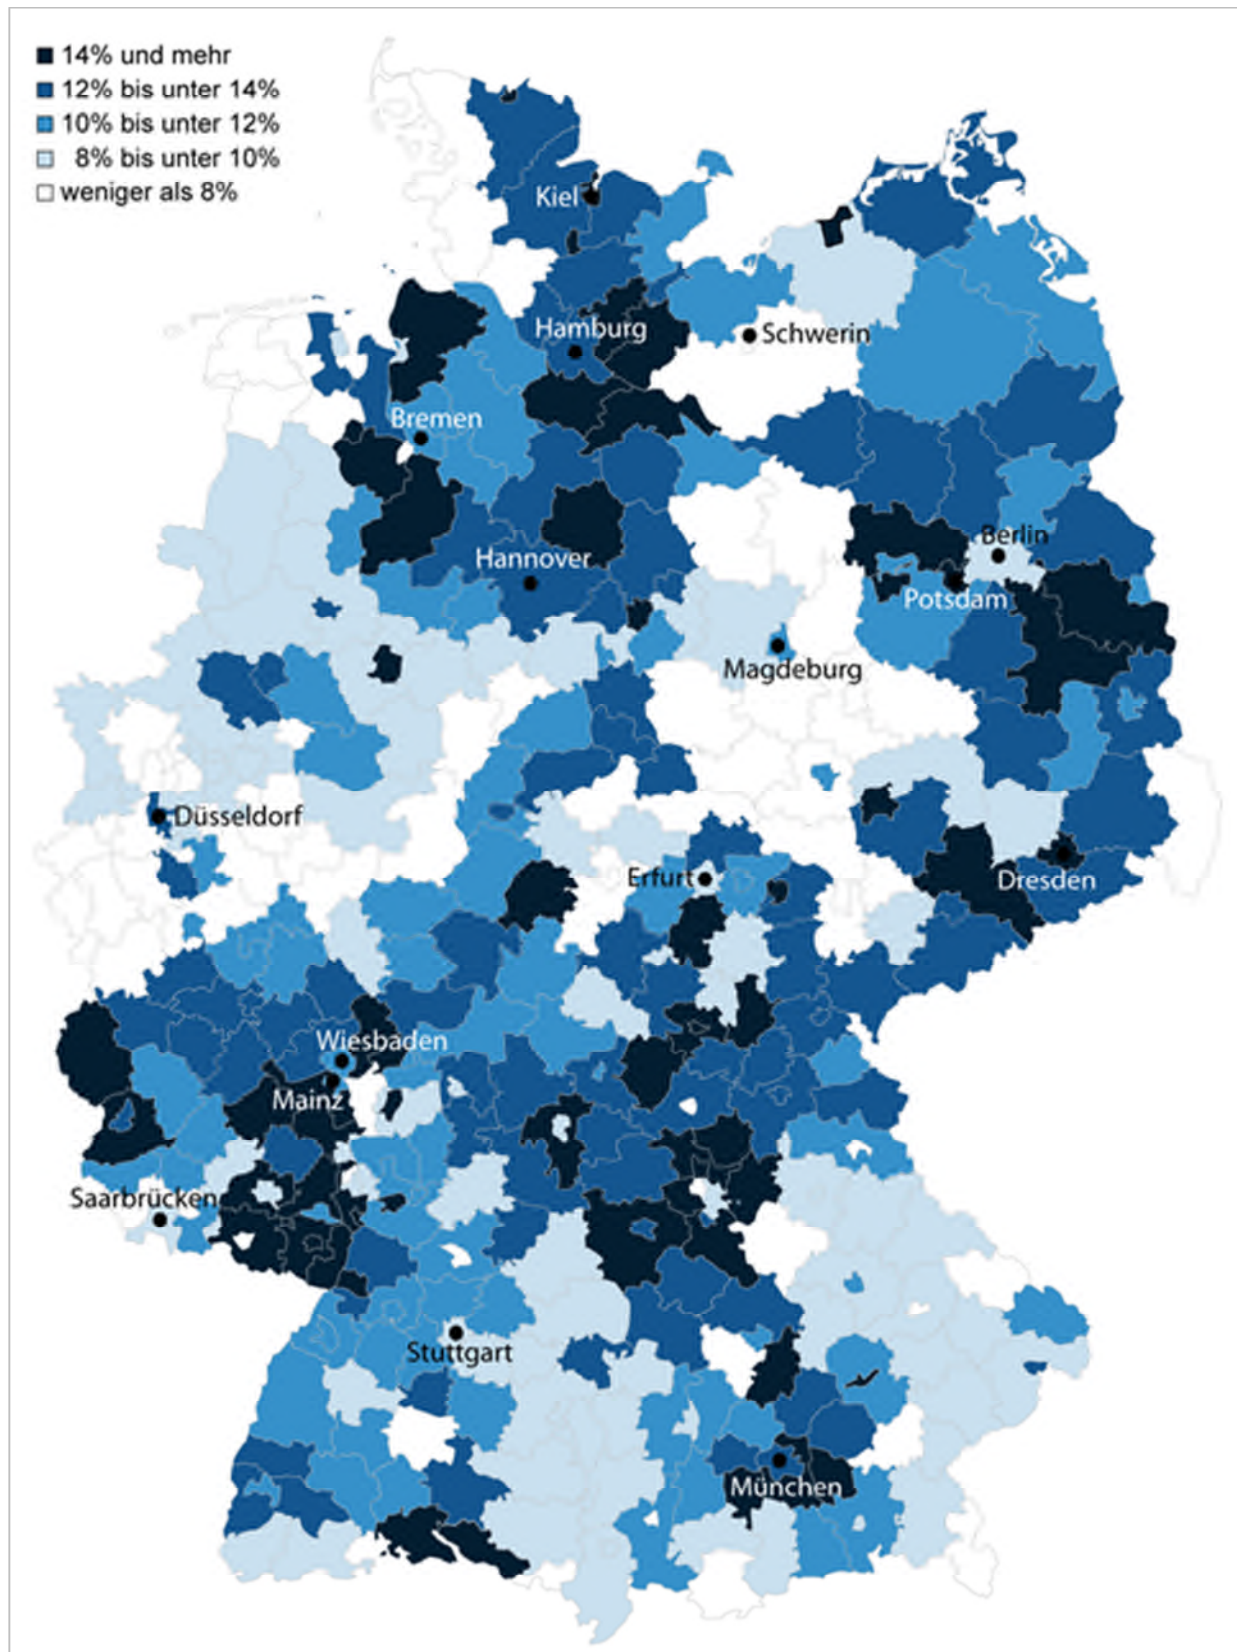 14% und mehr
12% bis unter 14%
10% bis unter 12%
8% bis unter 10%
weniger als 8%
Kiel
Hamburg
Schwerin
Bremen
Berlin
Hannover
Potsdam
Magdeburg
Düsseldorf
Erfurt
Dresden
Wiesbaden
Mainz
Saarbrücken
Stuttgart
München